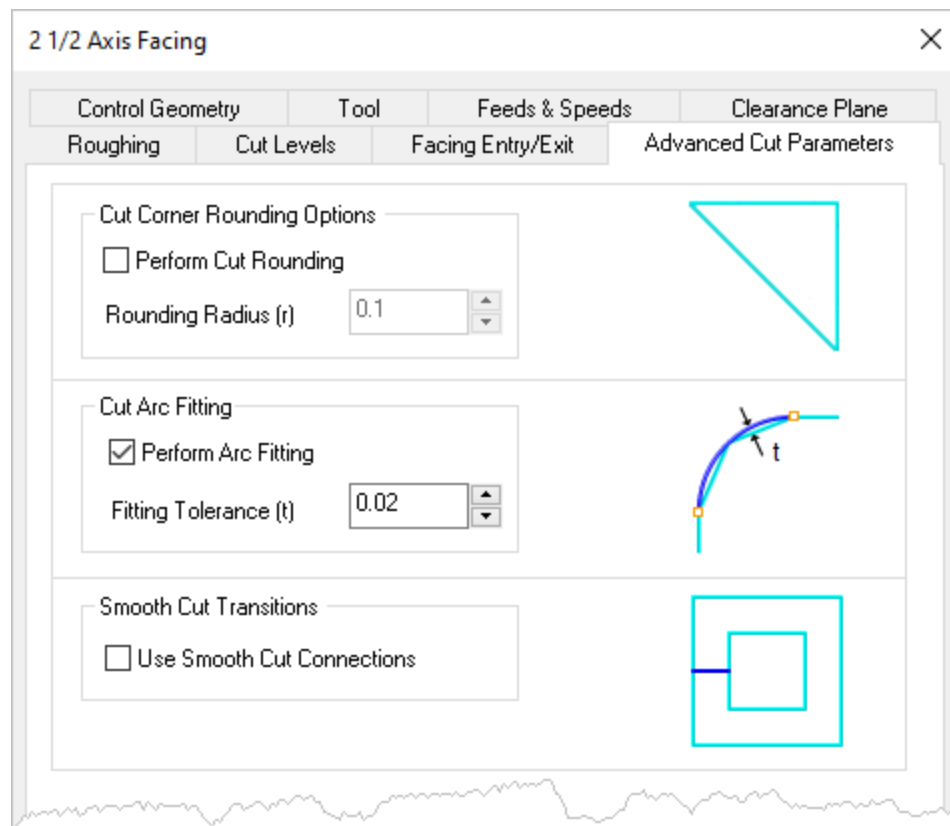 2 1/2 Axis Facing
Control Geometry Tool Feeds & Speeds Clearance Plane
Roughing Cut Levels Facing Entry/Exit Advanced Cut Parameters
Cut Corner Rounding Options
Perform Cut Rounding
Rounding Radius (r) 0.1
Cut Arc Fitting
Perform Arc Fitting
t
Fitting Tolerance (t) 0.02
Smooth Cut Transitions
Use Smooth Cut Connections